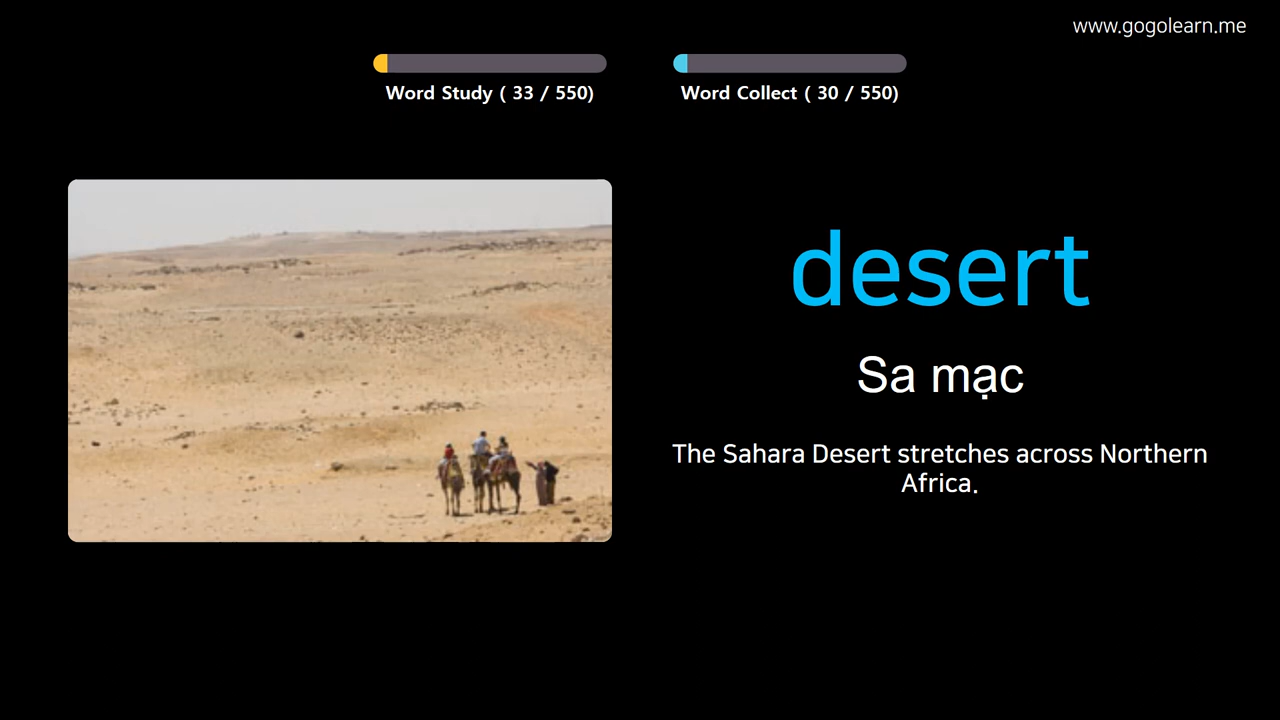 www.gogolearn.me
Word Study ( 33 / 550)
Word Collect ( 30 / 550)
desert
Sa mạc
The Sahara Desert stretches across Northern
Africa.